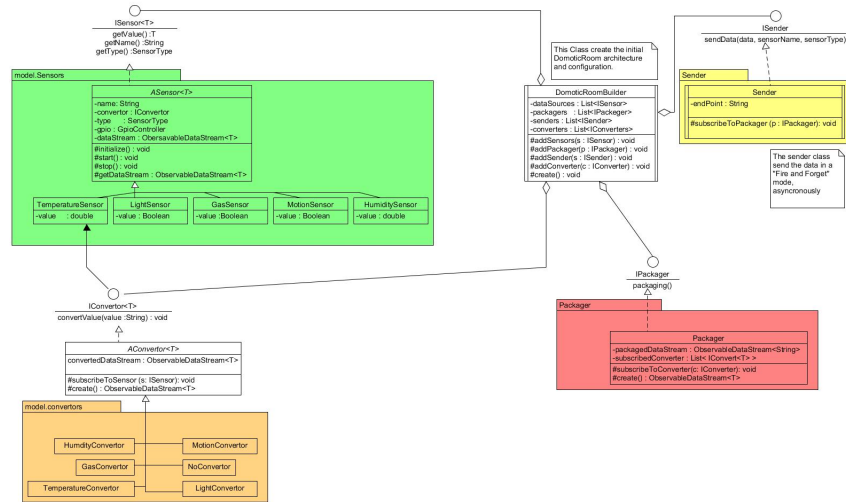 ISensor<T>
getValue() :T
getName() :String
getType() :SensorType
ISender
sendData(data, sensorName, sensorType)
This Class create the initial
DomoticRoom architecture
and configuration.
model.Sensors
ASensor<T>
-name: String
-convertor : IConvertor
-type : SensorType
-gpio : GpioController
-dataStream : ObersavableDataStream<T>
#initialize() : void
#start() : void
#stop() : void
#getDataStream : ObservableDataStream<T>
TemperatureSensor
-value : double
LightSensor
-value : Boolean
GasSensor
-value :Boolean
MotionSensor
-value : Boolean
HumiditySensor
-value : double
DomoticRoomBuilder
-dataSources : List<ISensor>
-packagers : List<IPackeger>
-senders : List<ISender>
-converters : List<IConverters>
#addSensors(s : ISensor) : void
#addPackager(p : IPackager) : void
#addSender(s : ISender) : void
#addConverter(c : IConverter) : void
#create() : void
Sender
Sender
-endPoint : String
#subscribeToPackager (p : IPackager): void
The sender class
send the data in a
"Fire and Forget"
mode,
asyncronously
IConvertor<T>
convertValue(value :String) : void
IPackager
packaging()
AConvertor<T>
convertedDataStream : ObservableDataStream<T>
#subscribeToSensor (s: ISensor): void
#create() : ObservableDataStream<T>
Packager
Packager
-packagedDataStream : ObservableDataStream<String>
-subscribedConverter : List< IConvert<T> >
#subscribeToConverter(c: IConverter): void
#create() : ObservableDataStream<T>
model.convertors
HumdityConvertor
MotionConvertor
GasConvertor
NoConvertor
TemperatureConvertor
LightConvertor